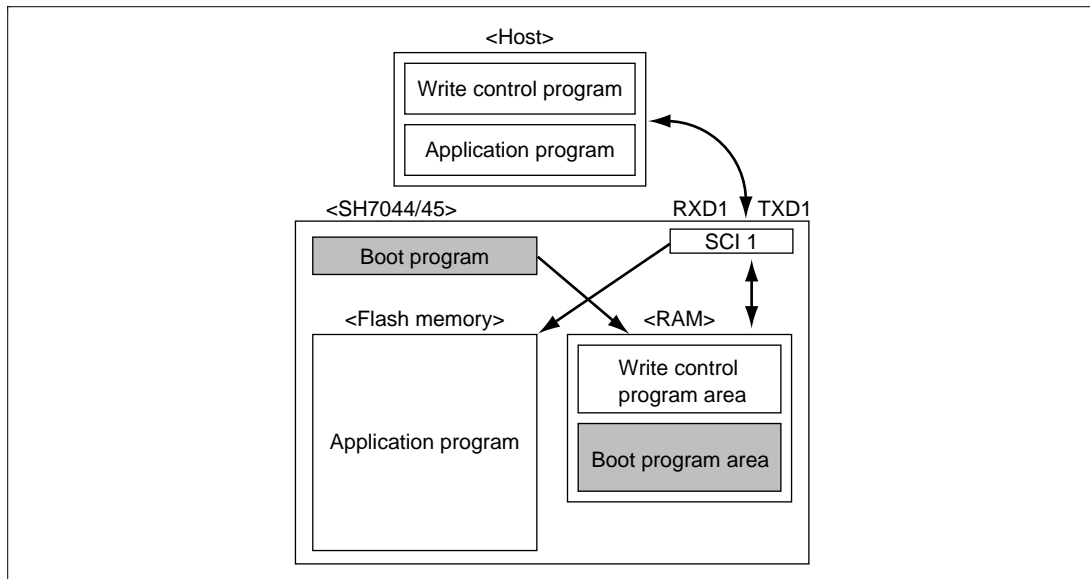 <Host>
Write control program
Application program
<SH7044/45>
RXD1
TXD1
SCI 1
Boot program
<Flash memory>
<RAM>
Write control
program area
Application program
Boot program area